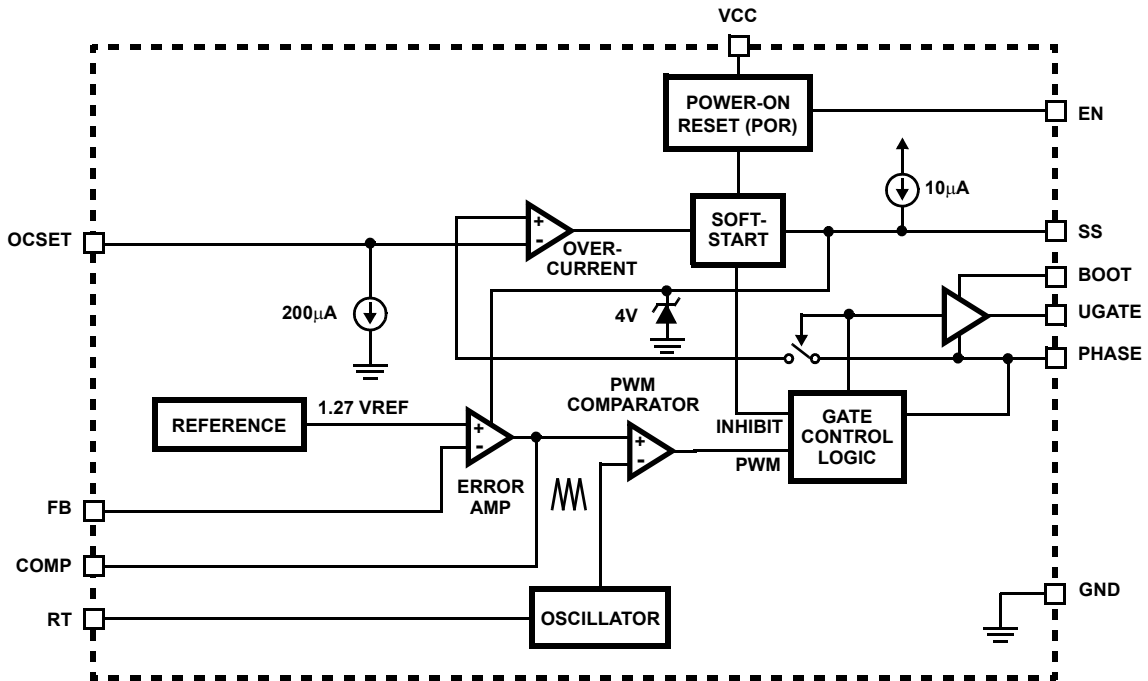 VCC
POWER-ON
RESET (POR)
EN
10µA
OCSET
+
-
OVER-
CURRENT
SOFT-
START
SS
BOOT
200µA
4V
UGATE
PHASE
PWM
COMPARATOR
1.27 VREF
REFERENCE
+
-
+
-
INHIBIT
PWM
GATE
CONTROL
LOGIC
ERROR
AMP
FB
COMP
GND
RT
OSCILLATOR